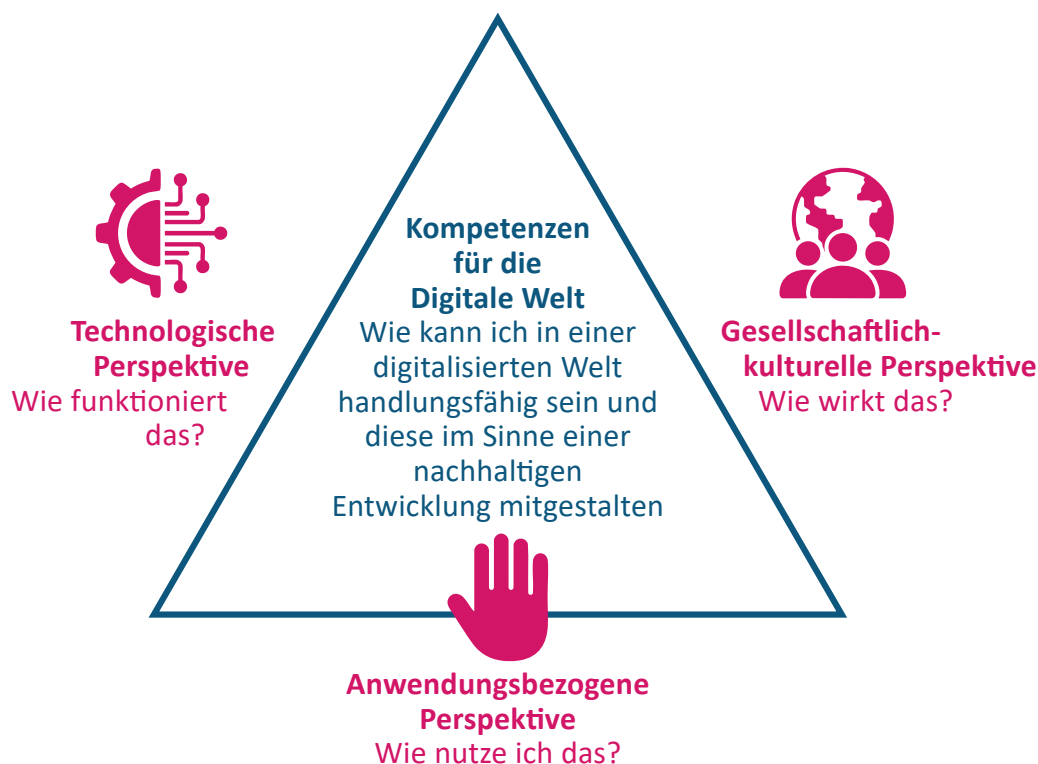 Kompetenzen
für die
Digitale Welt
Wie kann ich in einer
digitalisierten Welt
handlungsfähig sein und
diese im Sinne einer
nachhaltigen
Entwicklung mitgestalten
Technologische
Perspektive
Wie funktioniert
das?
Gesellschaftlich-
kulturelle Perspektive
Wie wirkt das?
Anwendungsbezogene
Perspektive
Wie nutze ich das?